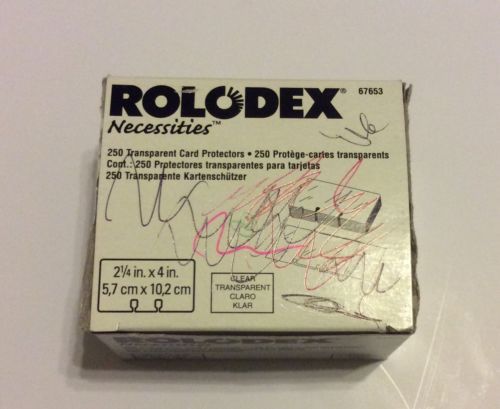 ROLODEX® 67653
Necessities™
250 Transparent Card Protectors • 250 Protège-cartes transparents
Cont.: 250 Protectores transparentes para tarjetas
250 Transparente Kartenschützer
2¼ in. x 4 in.
5,7 cm x 10,2 cm
CLEAR
TRANSPARENT
CLARO
KLAR